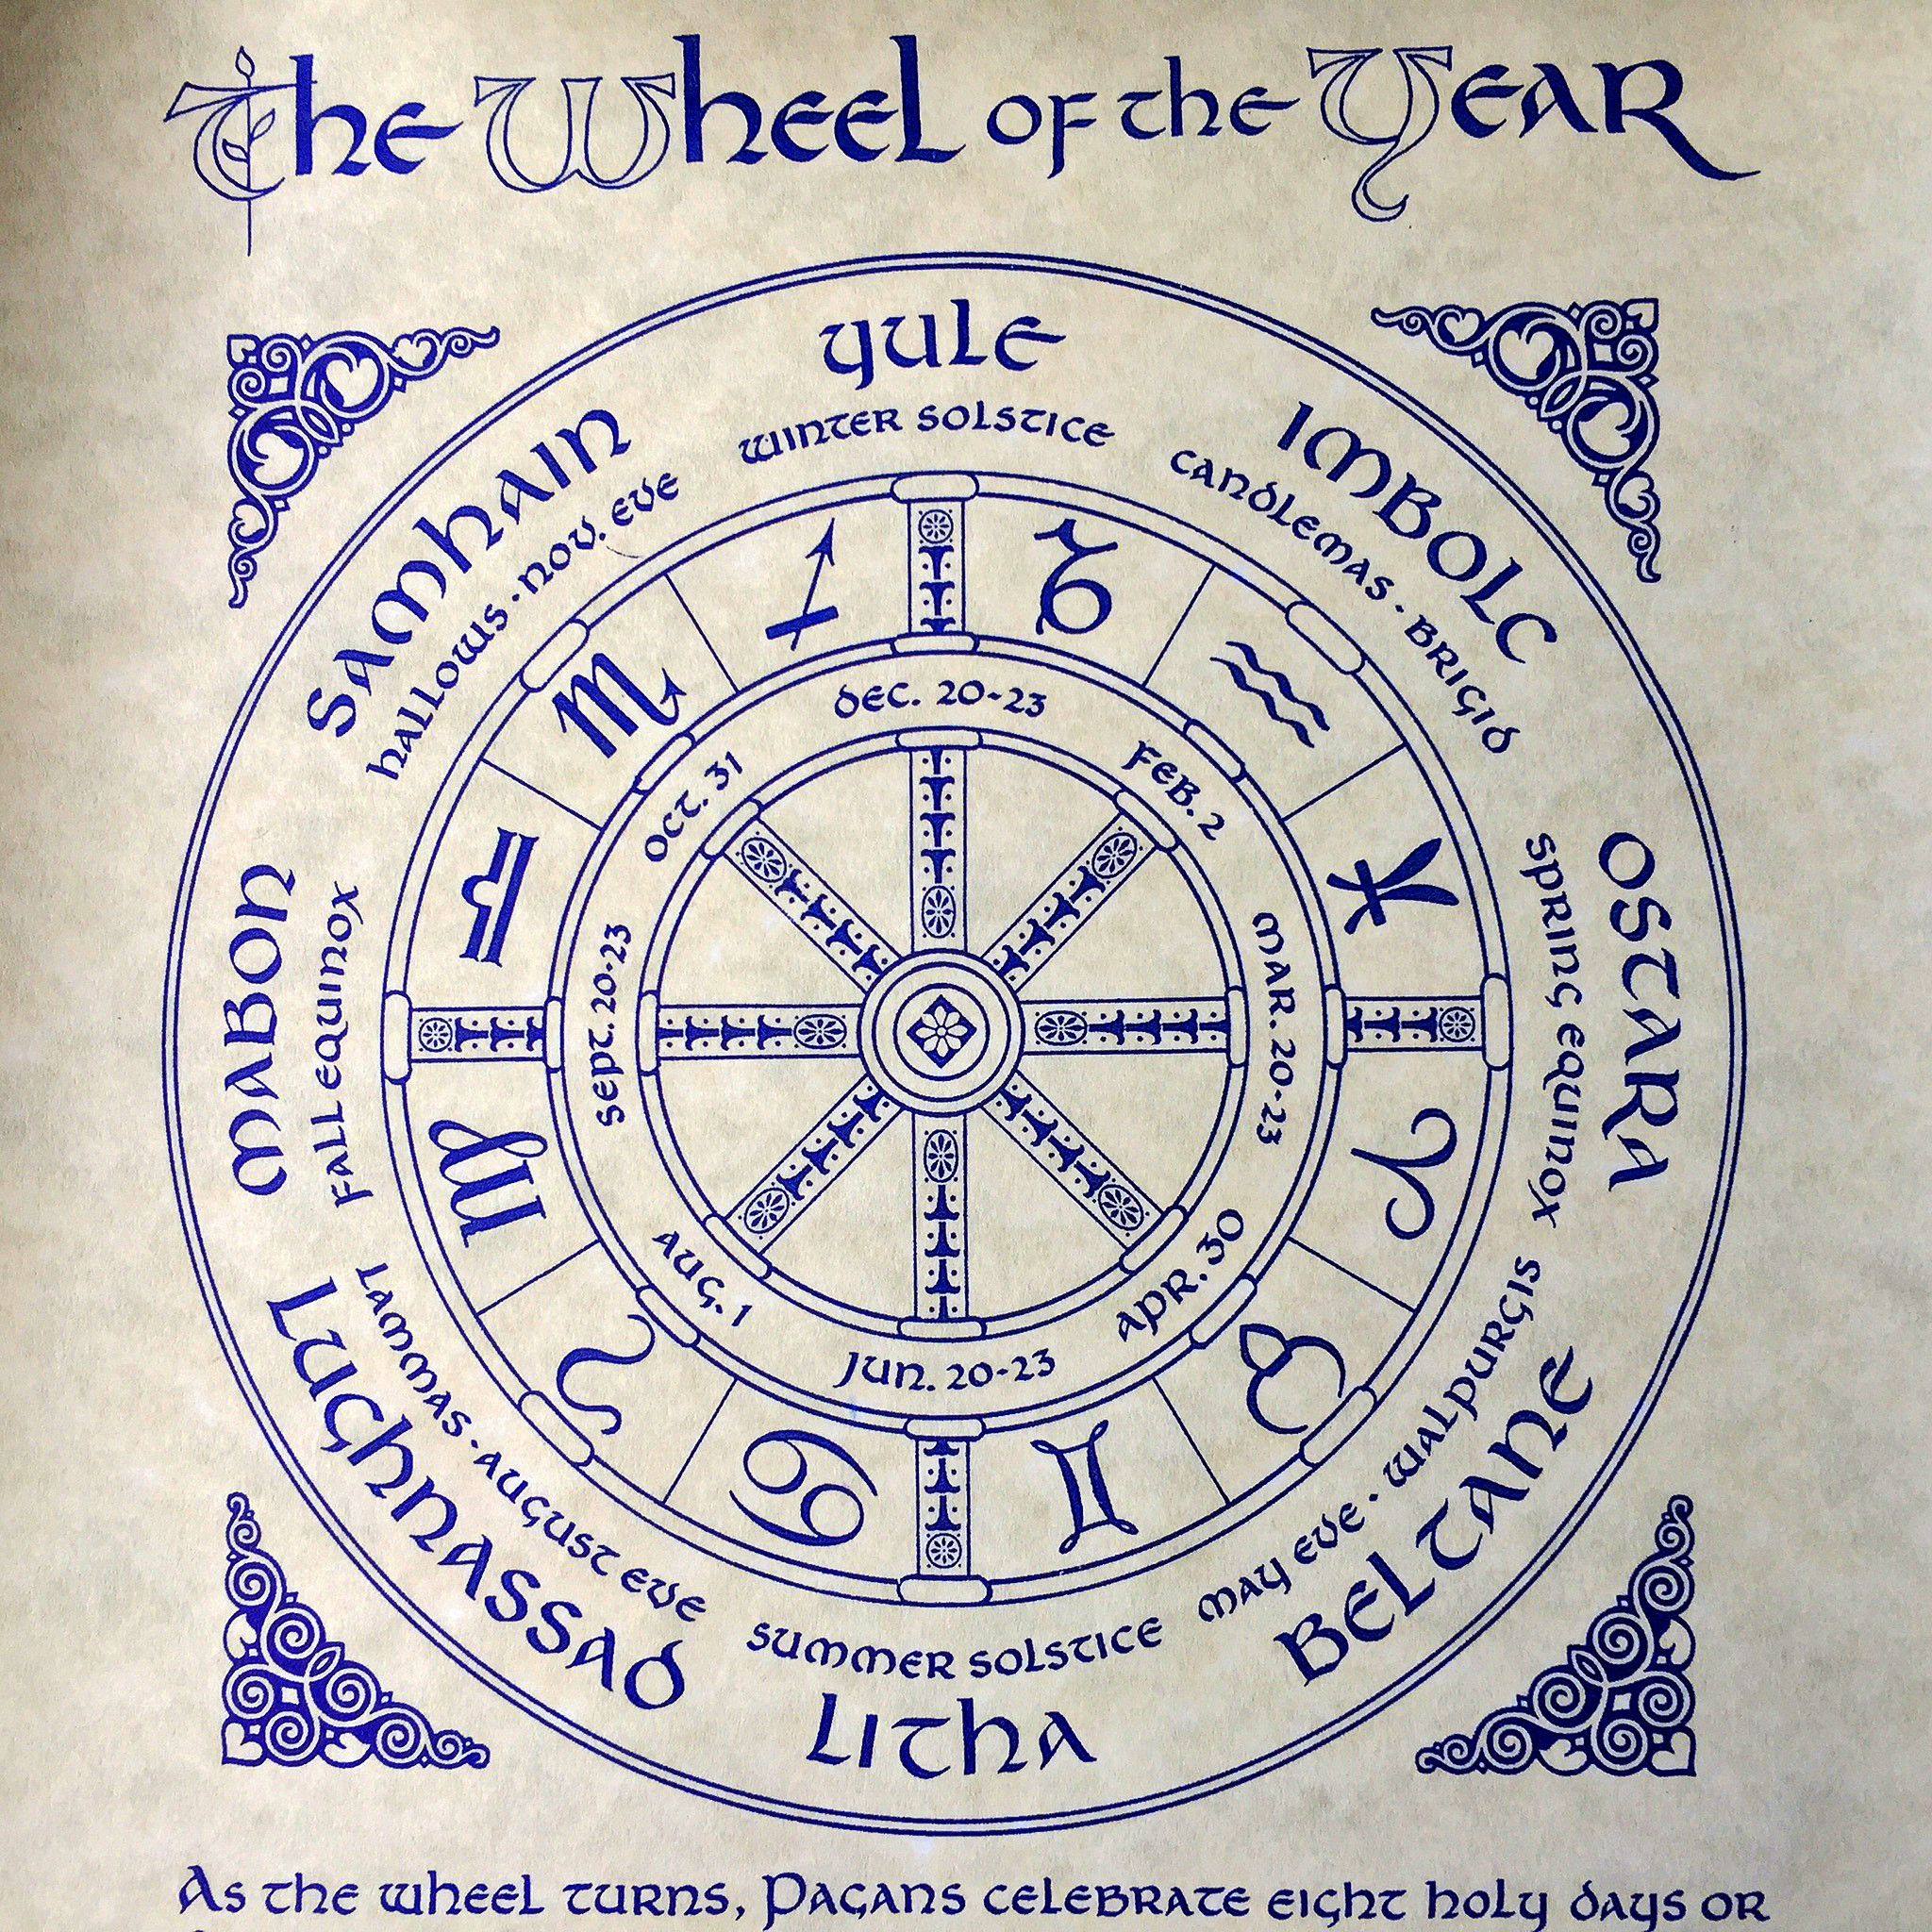 The Wheel of the Year
Yule
Winter Solstice
Imbolc
Candlemas · Brigid
Ostara
Spring Equinox
Beltane
May Eve · Walpurgis
Litha
Summer Solstice
Lughnassad
Lammas · August Eve
Mabon
Fall Equinox
Samhain
Hallows · Nov. Eve
Dec. 20-23
Feb. 2
Mar. 20-23
Apr. 30
Jun. 20-23
Aug. 1
Sept. 20-23
Oct. 31
As the wheel turns, Pagans celebrate eight holy days or